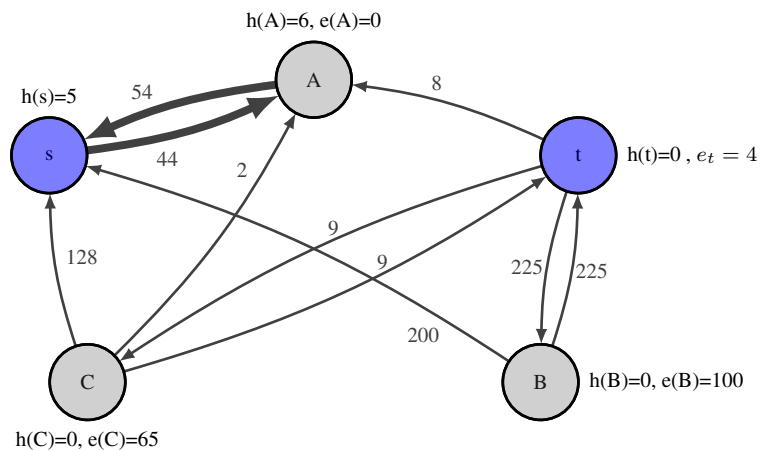 h(A)=6, e(A)=0
A
54
8
h(s)=5
s
44
2
t
h(t)=0 , e_t = 4
128
9
9
225
225
200
C
B
h(B)=0, e(B)=100
h(C)=0, e(C)=65